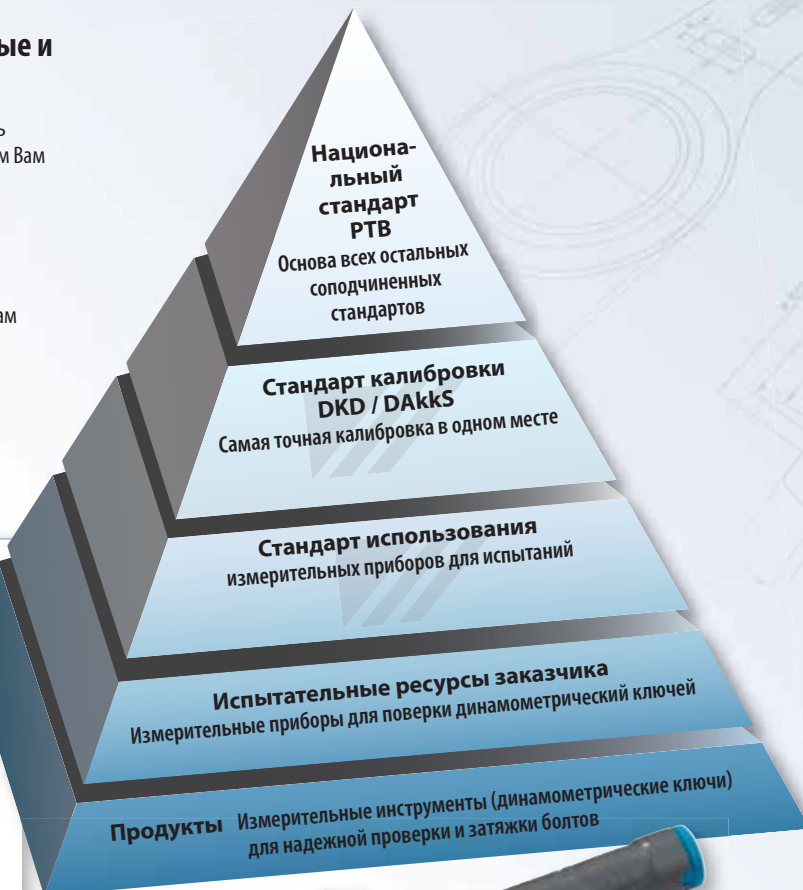 ые и
ь
м Вам
ам
Национа-
льный
стандарт
PTB
Основа всех остальных
соподчиненных
стандартов
Стандарт калибровки
DKD / DAkkS
Самая точная калибровка в одном месте
Стандарт использования
измерительных приборов для испытаний
Испытательные ресурсы заказчика
Измерительные приборы для поверки динамометрический ключей
Продукты Измерительные инструменты (динамометрические ключи)
для надежной проверки и затяжки болтов